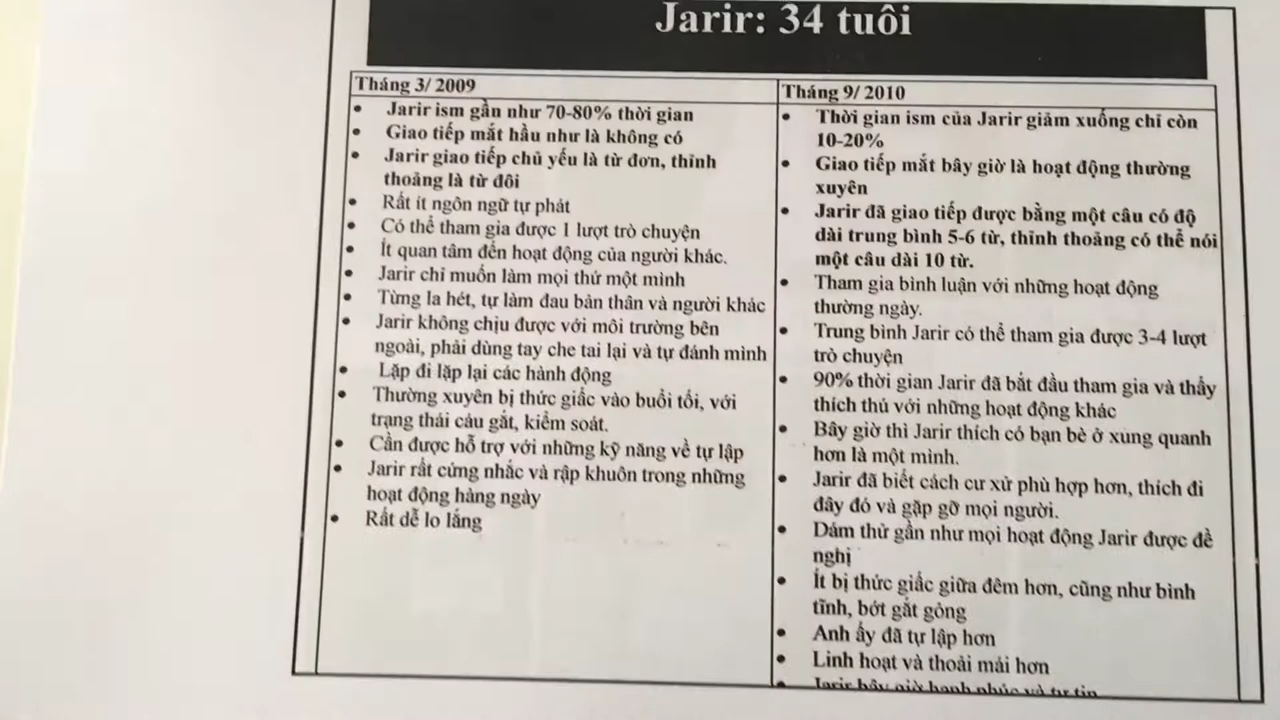 Jarir: 34 tuôi
Tháng 3/ 2009
• Jarir ism gần như 70-80% thời gian
• Giao tiếp mắt hầu như là không có
• Jarir giao tiếp chủ yếu là từ đơn, thỉnh
thoảng là từ đôi
• Rất ít ngôn ngữ tự phát
• Có thể tham gia được 1 lượt trò chuyện
• Ít quan tâm đến hoạt động của người khác.
• Jarir chỉ muốn làm mọi thứ một mình
• Từng la hét, tự làm đau bản thân và người khác
• Jarir không chịu được với môi trường bên
ngoài, phải dùng tay che tai lại và tự đánh mình
• Lặp đi lặp lại các hành động
• Thường xuyên bị thức giấc vào buổi tối, với
trạng thái cáu gắt, kiểm soát.
• Cần được hỗ trợ với những kỹ năng về tự lập
• Jarir rất cứng nhắc và rập khuôn trong những
hoạt động hàng ngày
• Rất dễ lo lắng
Tháng 9/ 2010
• Thời gian ism của Jarir giảm xuống chỉ còn
10-20%
• Giao tiếp mắt bây giờ là hoạt động thường
xuyên
• Jarir đã giao tiếp được bằng một câu có độ
dài trung bình 5-6 từ, thỉnh thoảng có thể nói
một câu dài 10 từ.
• Tham gia bình luận với những hoạt động
thường ngày.
• Trung bình Jarir có thể tham gia được 3-4 lượt
trò chuyện
• 90% thời gian Jarir đã bắt đầu tham gia và thấy
thích thú với những hoạt động khác
• Bây giờ thì Jarir thích có bạn bè ở xung quanh
hơn là một mình.
• Jarir đã biết cách cư xử phù hợp hơn, thích đi
đây đó và gặp gỡ mọi người.
• Dám thử gần như mọi hoạt động Jarir được đề
nghị
• Ít bị thức giấc giữa đêm hơn, cũng như bình
tĩnh, bớt gắt gỏng
• Anh ấy đã tự lập hơn
• Linh hoạt và thoải mái hơn
• Jarir bây giờ hạnh phúc và tự tin